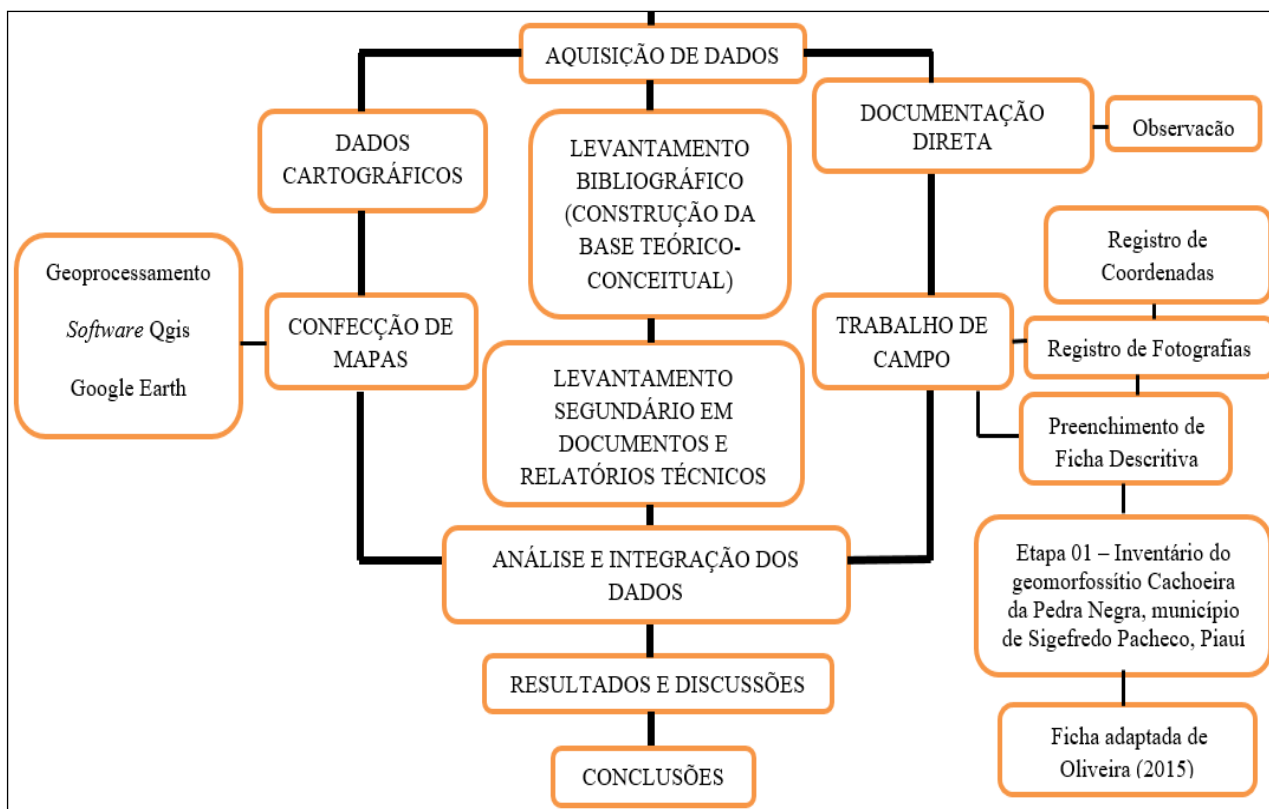 AQUISIÇÃO DE DADOS
DADOS
CARTOGRÁFICOS
LEVANTAMENTO
BIBLIOGRÁFICO
(CONSTRUÇÃO DA
BASE TEÓRICO-
CONCEITUAL)
DOCUMENTAÇÃO
DIRETA
Observacão
Geoprocessamento
Software Qgis
Google Earth
CONFECÇÃO DE
MAPAS
LEVANTAMENTO
SEGUNDÁRIO EM
DOCUMENTOS E
RELATÓRIOS TÉCNICOS
TRABALHO DE
CAMPO
Registro de
Coordenadas
Registro de Fotografias
Preenchimento de
Ficha Descritiva
ANÁLISE E INTEGRAÇÃO DOS
DADOS
Etapa 01 – Inventário do
geomorfossítio Cachoeira
da Pedra Negra, município
de Sigefredo Pacheco, Piauí
RESULTADOS E DISCUSSÕES
Ficha adaptada de
Oliveira (2015)
CONCLUSÕES